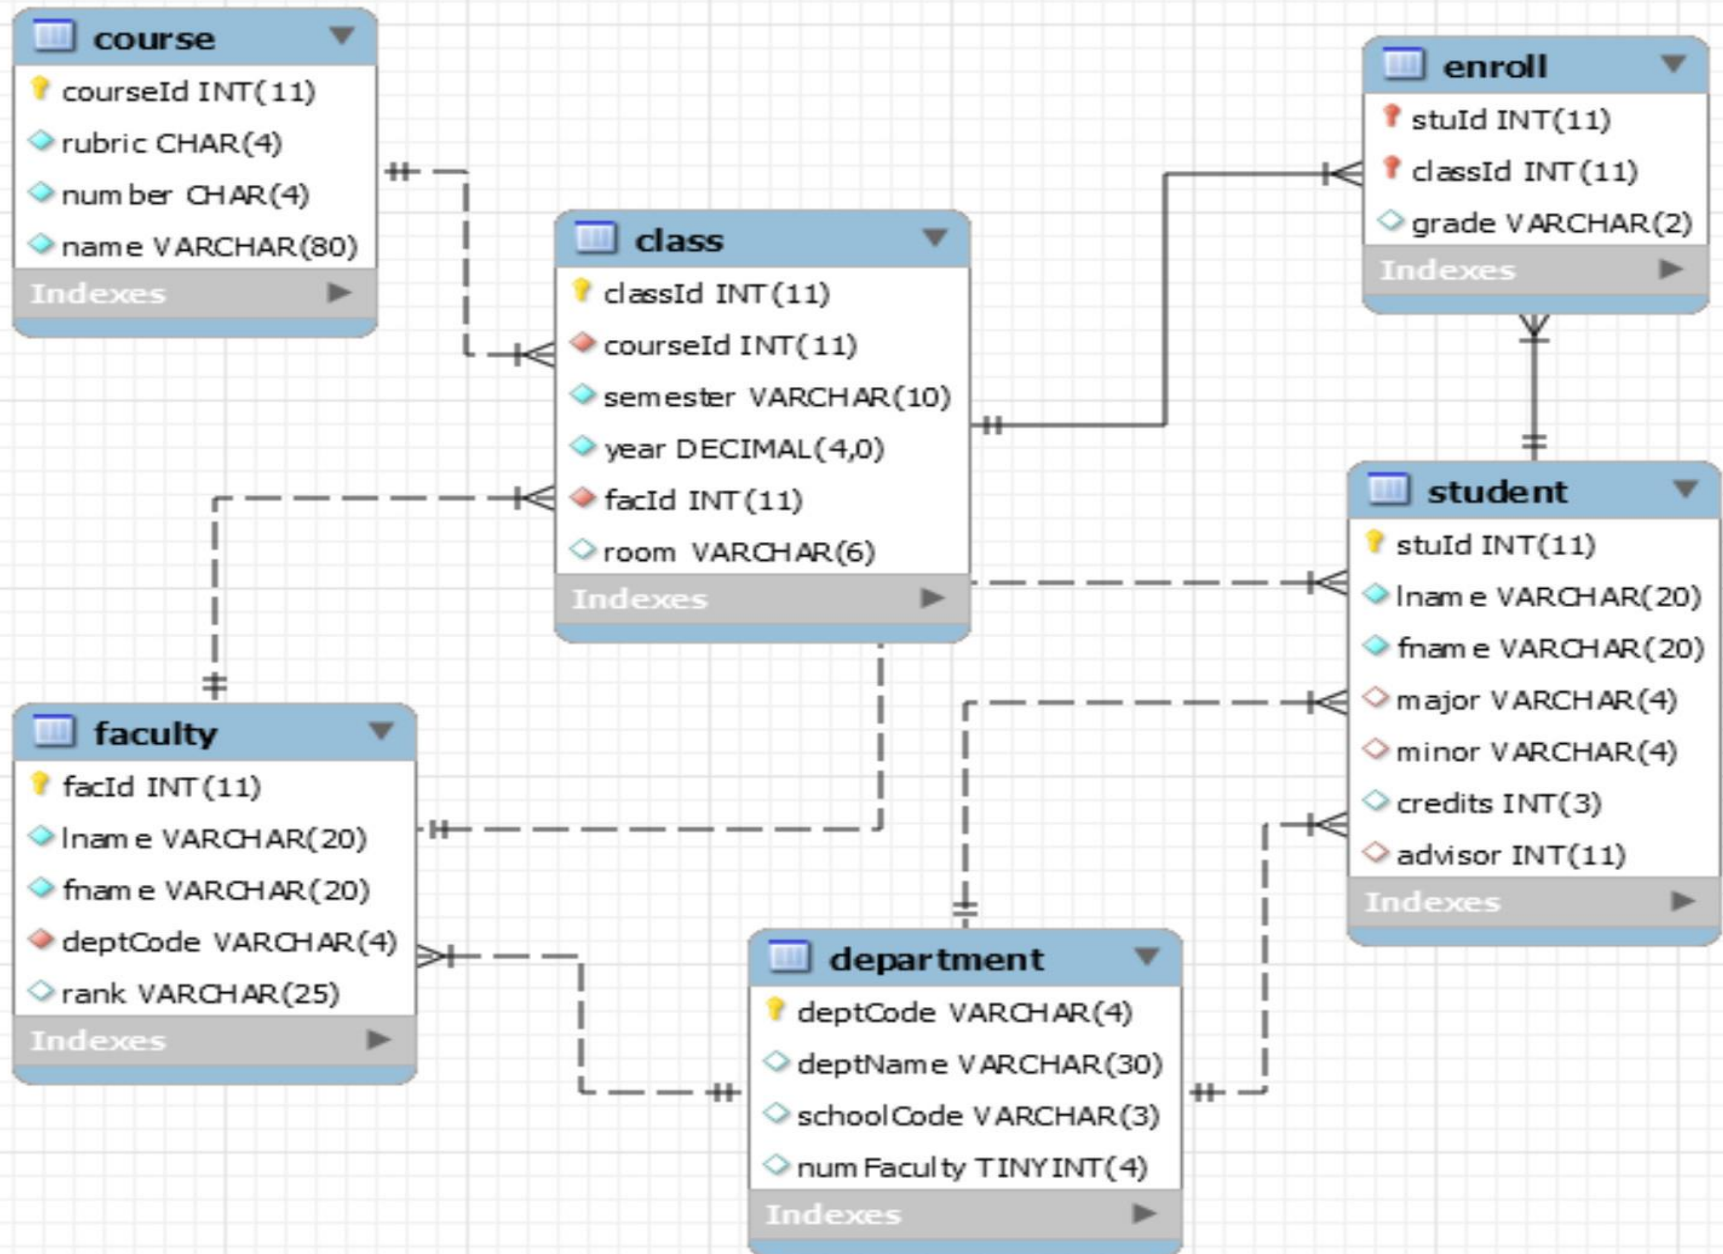 course
courseId INT(11)
rubric CHAR(4)
number CHAR(4)
name VARCHAR(80)
Indexes
class
classId INT(11)
courseId INT(11)
semester VARCHAR(10)
year DECIMAL(4,0)
facId INT(11)
room VARCHAR(6)
Indexes
enroll
stuId INT(11)
classId INT(11)
grade VARCHAR(2)
Indexes
student
stuId INT(11)
lname VARCHAR(20)
fname VARCHAR(20)
major VARCHAR(4)
minor VARCHAR(4)
credits INT(3)
advisor INT(11)
Indexes
faculty
facId INT(11)
lname VARCHAR(20)
fname VARCHAR(20)
deptCode VARCHAR(4)
rank VARCHAR(25)
Indexes
department
deptCode VARCHAR(4)
deptName VARCHAR(30)
schoolCode VARCHAR(3)
numFaculty TINYINT(4)
Indexes